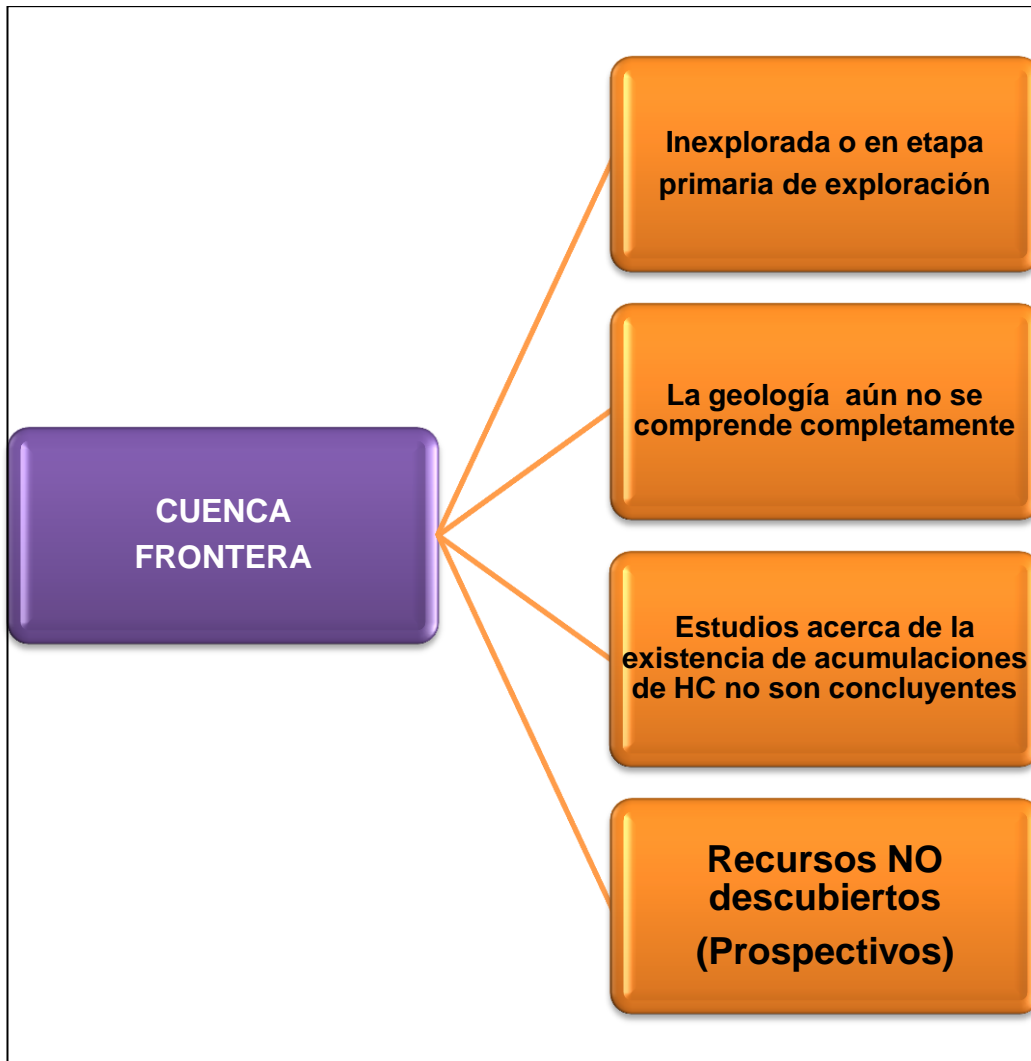 Inexplorada o en etapa
primaria de exploración
La geología aún no se
comprende completamente
CUENCA
FRONTERA
Estudios acerca de la
existencia de acumulaciones
de HC no son concluyentes
Recursos NO
descubiertos
(Prospectivos)